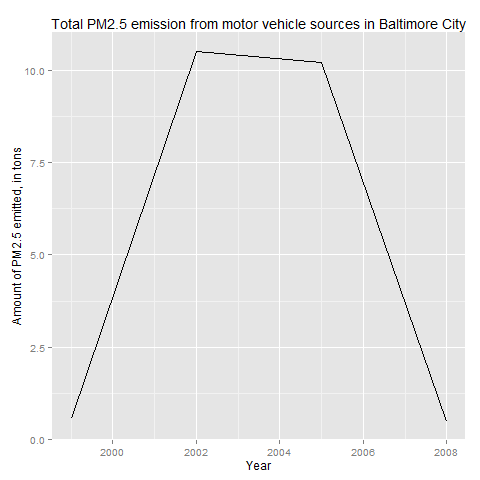 Total PM2.5 emission from motor vehicle sources in Baltimore City
Amount of PM2.5 emitted, in tons
10.0
7.5
5.0
2.5
0.0
2000 2002 2004 2006 2008
Year